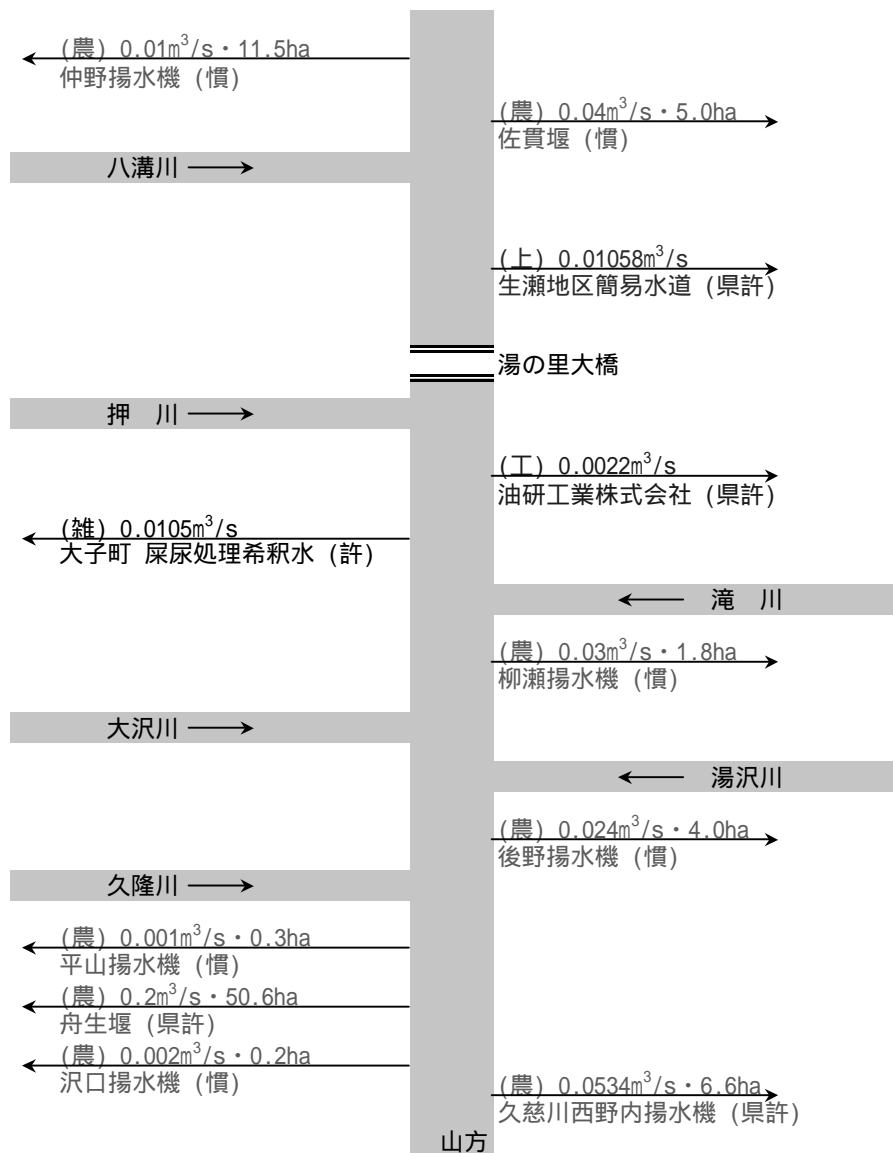 (農) 0.01m³/s・11.5ha
仲野揚水機 (慣)
(農) 0.04m³/s・5.0ha
佐貫堰 (慣)
八溝川
(上) 0.01058m³/s
生瀬地区簡易水道 (県許)
湯の里大橋
押　川
(工) 0.0022m³/s
油研工業株式会社 (県許)
(雑) 0.0105m³/s
大子町 屎尿処理希釈水 (許)
滝　川
(農) 0.03m³/s・1.8ha
柳瀬揚水機 (慣)
大沢川
湯沢川
(農) 0.024m³/s・4.0ha
後野揚水機 (慣)
久隆川
(農) 0.001m³/s・0.3ha
平山揚水機 (慣)
(農) 0.2m³/s・50.6ha
舟生堰 (県許)
(農) 0.002m³/s・0.2ha
沢口揚水機 (慣)
(農) 0.0534m³/s・6.6ha
久慈川西野内揚水機 (県許)
山方